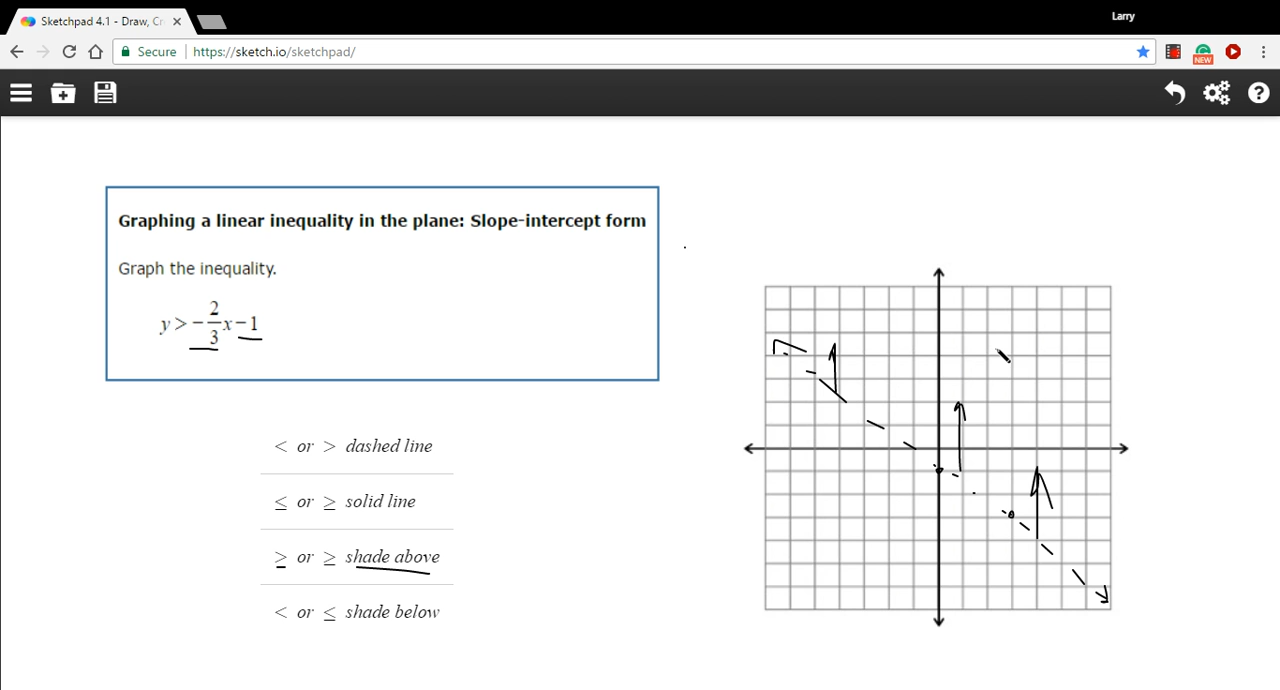 Larry
Sketchpad 4.1 - Draw, Cr
Secure https://sketch.io/sketchpad/
NEW
Graphing a linear inequality in the plane: Slope-intercept form
Graph the inequality.
y > -2/3x - 1
< or > dashed line
≤ or ≥ solid line
> or ≥ shade above
< or ≤ shade below